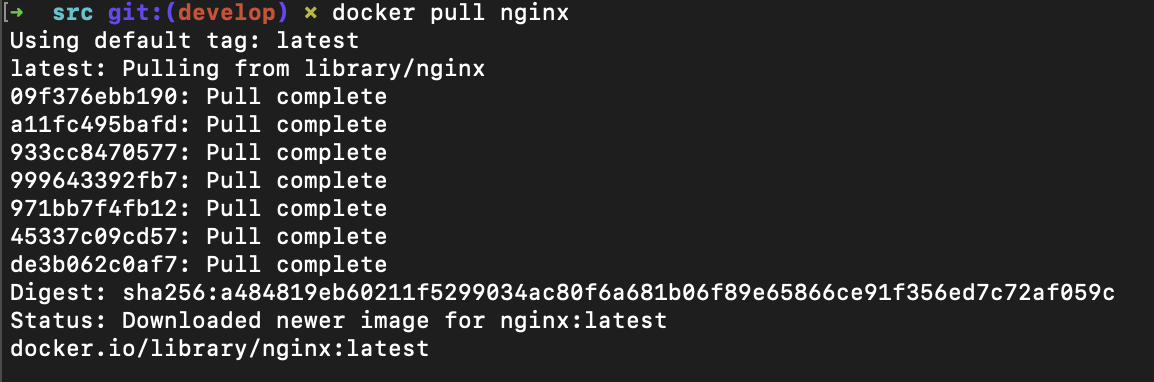 [➜  src git:(develop) ✗ docker pull nginx
Using default tag: latest
latest: Pulling from library/nginx
09f376ebb190: Pull complete
a11fc495bafd: Pull complete
933cc8470577: Pull complete
999643392fb7: Pull complete
971bb7f4fb12: Pull complete
45337c09cd57: Pull complete
de3b062c0af7: Pull complete
Digest: sha256:a484819eb60211f5299034ac80f6a681b06f89e65866ce91f356ed7c72af059c
Status: Downloaded newer image for nginx:latest
docker.io/library/nginx:latest